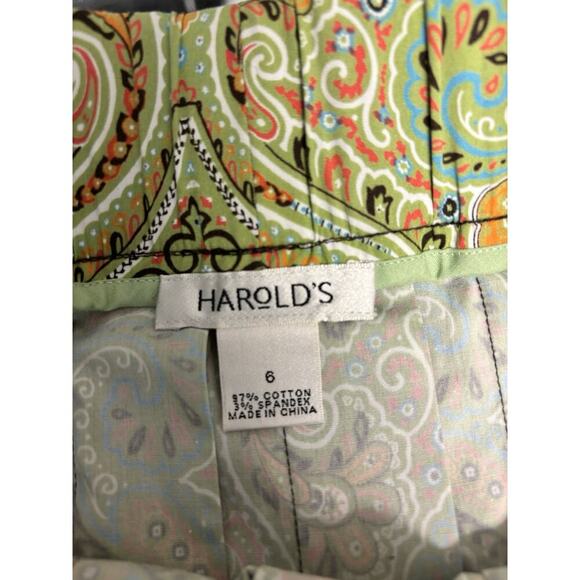 HAROLD'S
6
97% COTTON
3% SPANDEX
MADE IN CHINA